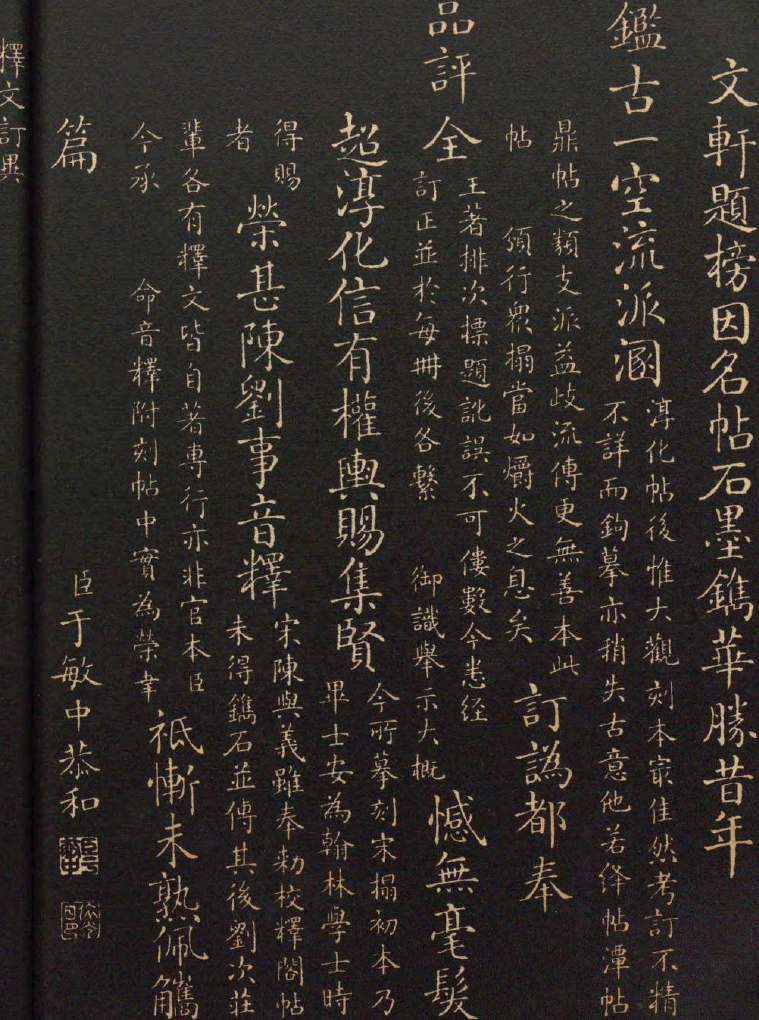 文軒題榜因名帖石墨鐫華勝昔年
鑑古一空流派溷
淳化帖後惟大觀刻本㝡佳然考訂不精
不詳而鉤摹亦稍失古意他若絳帖潭帖
鼎帖之類支派益歧流傳更無善本此
帖 頒行眾搨當如爝火之息矣
訂譌都奉
品評全
王著排次標題訛誤不可僂數今悉經
訂正並於每冊後各繫 御識舉示大概
憾無毫髮
超淳化信有權輿賜集賢
今所摹刻宋搨初本乃
畢士安為翰林學士時
得賜
者
榮甚陳劉事音釋
宋陳與義雖奉勅校釋閣帖
未得鐫石並傳其後劉次莊
輩各有釋文皆自著專行亦非官本臣
今承 命音釋附刻帖中實為榮幸
祗慚未熟佩觿
篇 臣于敏中恭和
釋文訂異